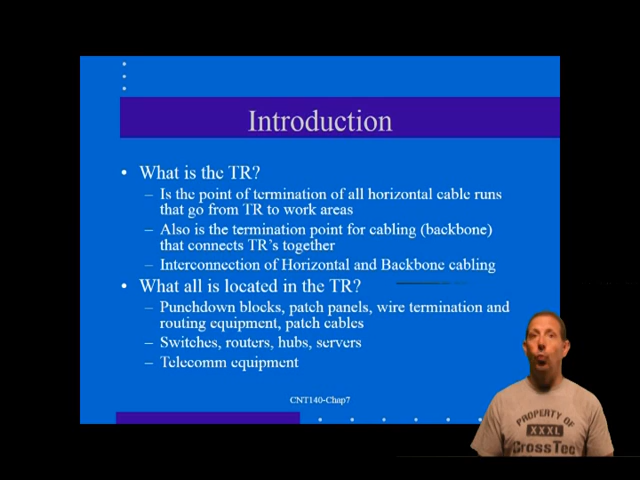 Introduction
• What is the TR?
– Is the point of termination of all horizontal cable runs
that go from TR to work areas
– Also is the termination point for cabling (backbone)
that connects TR's together
– Interconnection of Horizontal and Backbone cabling
• What all is located in the TR?
– Punchdown blocks, patch panels, wire termination and
routing equipment, patch cables
– Switches, routers, hubs, servers
– Telecomm equipment
CNT140-Chap7
PROPERTY OF
XXXL